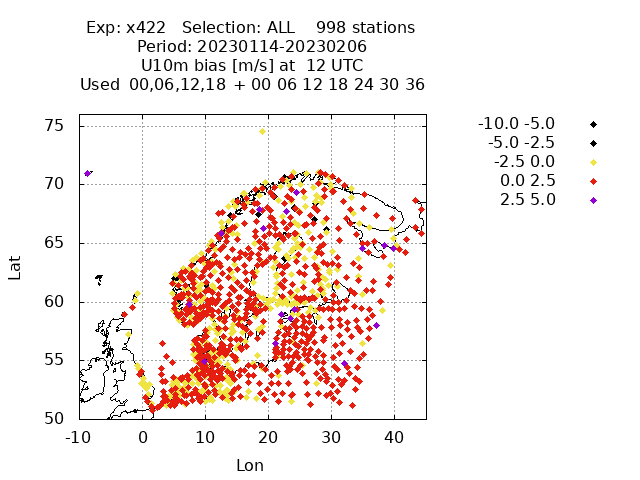 Exp: x422 Selection: ALL 998 stations
Period: 20230114-20230206
U10m bias [m/s] at 12 UTC
Used 00,06,12,18 + 00 06 12 18 24 30 36
-10.0 -5.0
-5.0 -2.5
-2.5 0.0
0.0 2.5
2.5 5.0
75
70
65
60
55
50
Lat
-10 0 10 20 30 40
Lon